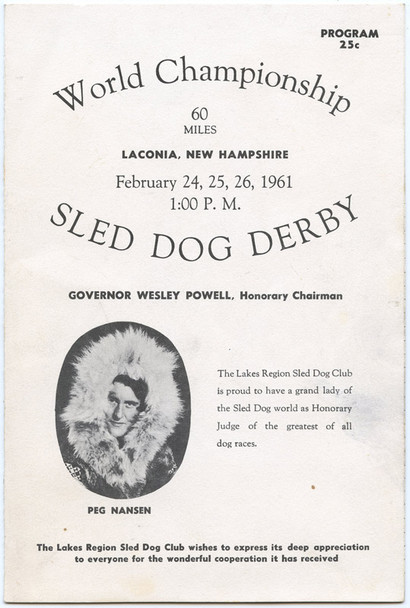 PROGRAM
25c
World Championship
60
MILES
LACONIA, NEW HAMPSHIRE
February 24, 25, 26, 1961
1:00 P. M.
SLED DOG DERBY
GOVERNOR WESLEY POWELL, Honorary Chairman
The Lakes Region Sled Dog Club
is proud to have a grand lady of
the Sled Dog world as Honorary
Judge of the greatest of all
dog races.
PEG NANSEN
The Lakes Region Sled Dog Club wishes to express its deep appreciation
to everyone for the wonderful cooperation it has received